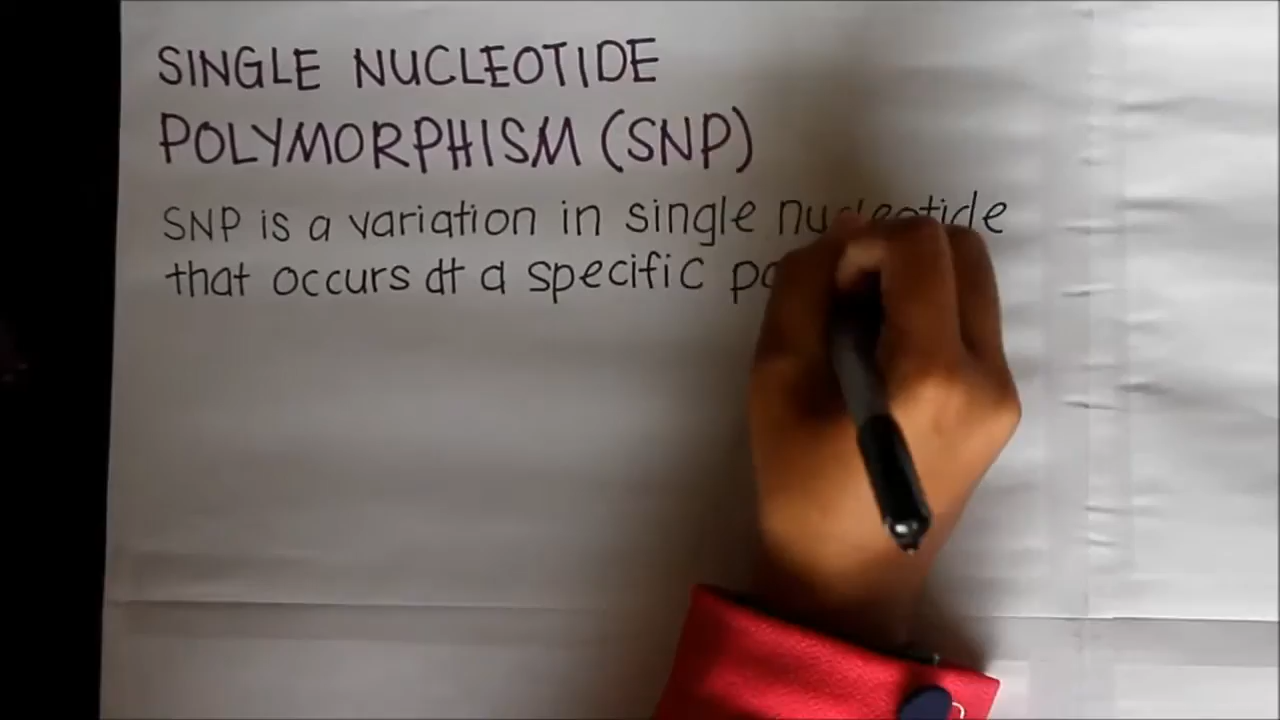 SINGLE NUCLEOTIDE
POLYMORPHISM (SNP)
SNP is a variation in single nucleotide
that occurs at a specific